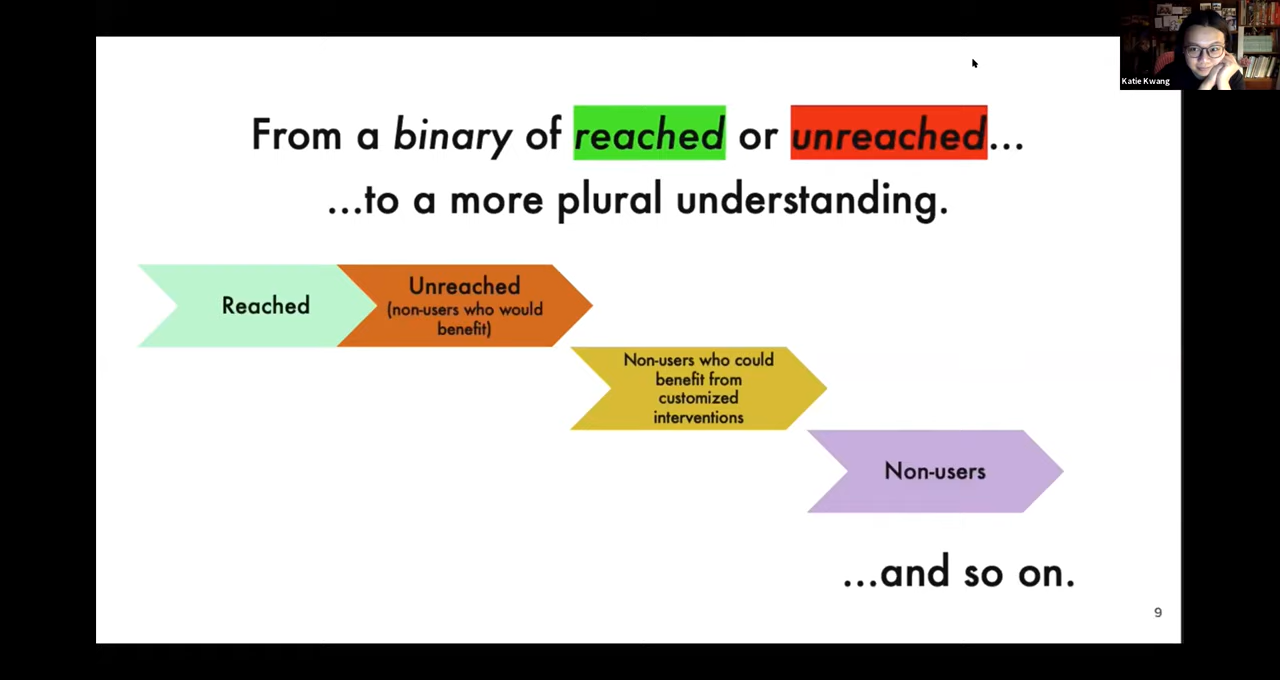 Katie Kwang
From a binary of reached or unreached...
...to a more plural understanding.
Reached
Unreached
(non-users who would
benefit)
Non-users who could
benefit from
customized
interventions
Non-users
...and so on.
9